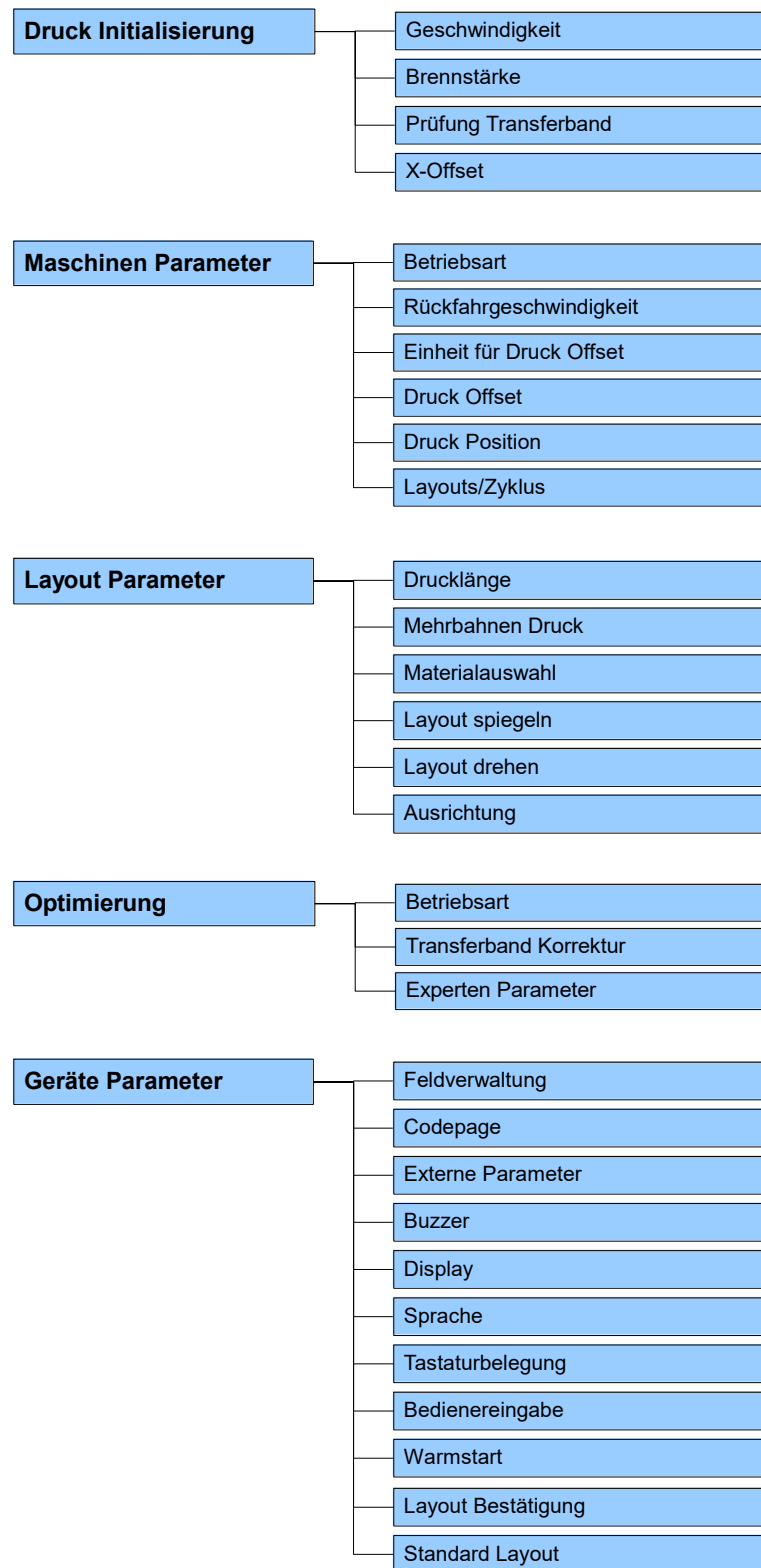 Druck Initialisierung
Geschwindigkeit
Brennstärke
Prüfung Transferband
X-Offset
Maschinen Parameter
Betriebsart
Rückfahrgeschwindigkeit
Einheit für Druck Offset
Druck Offset
Druck Position
Layouts/Zyklus
Layout Parameter
Drucklänge
Mehrbahnen Druck
Materialauswahl
Layout spiegeln
Layout drehen
Ausrichtung
Optimierung
Betriebsart
Transferband Korrektur
Experten Parameter
Geräte Parameter
Feldverwaltung
Codepage
Externe Parameter
Buzzer
Display
Sprache
Tastaturbelegung
Bedienereingabe
Warmstart
Layout Bestätigung
Standard Layout